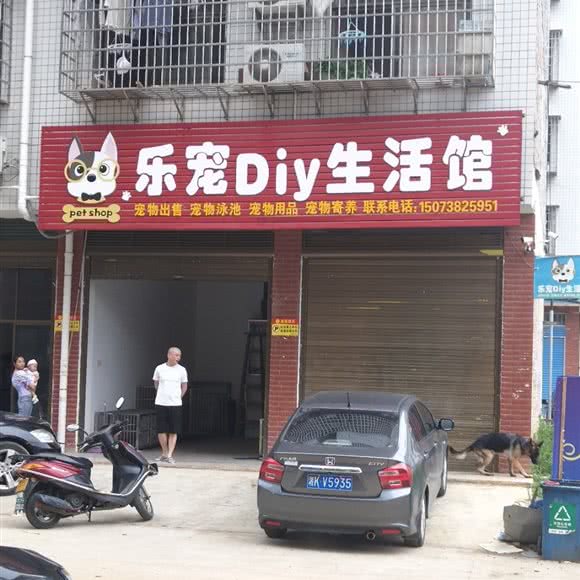 乐宠Diy生活馆
pet shop
宠物出售 宠物泳池 宠物用品 宠物寄养 联系电话:15073825951
乐宠Diy生活
CITY
湘K V5935